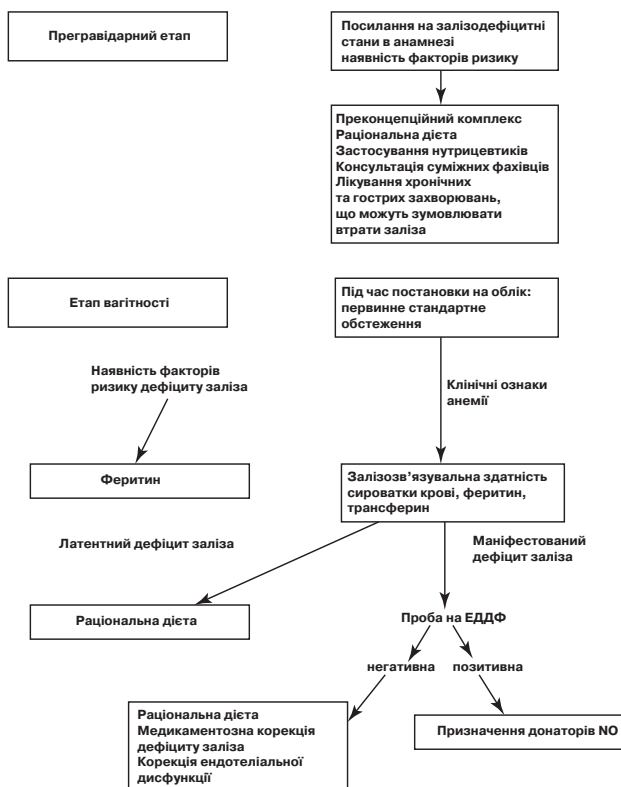 Прегравідарний етап
Посилання на залізодефіцитні
стани в анамнезі
наявність факторів ризику
Преконцепційний комплекс
Раціональна дієта
Застосування нутрицевтиків
Консультація суміжних фахівців
Лікування хронічних
та гострих захворювань,
що можуть зумовлювати
втрати заліза
Етап вагітності
Під час постановки на облік:
первинне стандартне
обстеження
Наявність факторів
ризику дефіциту заліза
Клінічні ознаки
анемії
Феритин
Залізозв’язувальна здатність
сироватки крові, феритин,
трансферин
Латентний дефіцит заліза
Маніфестований
дефіцит заліза
Раціональна дієта
Проба на ЕДДФ
негативна
позитивна
Раціональна дієта
Медикаментозна корекція
дефіциту заліза
Корекція ендотеліальної
дисфункції
Призначення донаторів NO